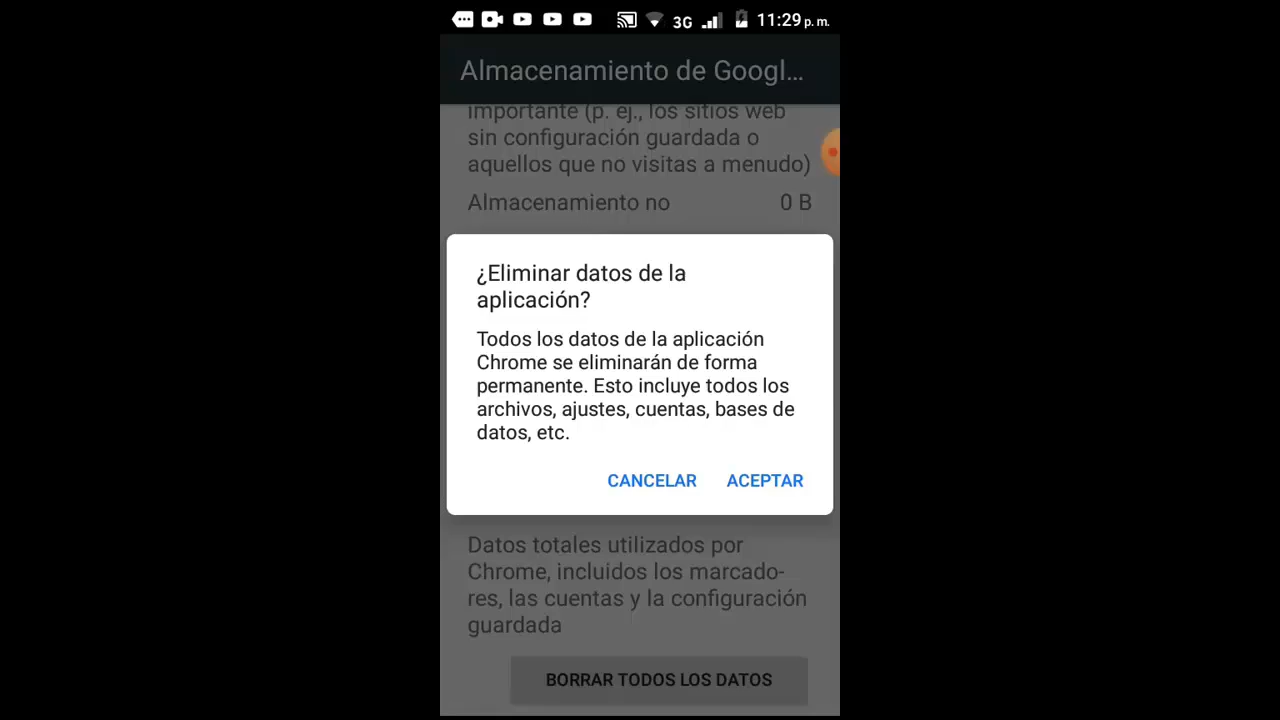 3G 11:29 p. m.
Almacenamiento de Googl...
importante (p. ej., los sitios web
sin configuración guardada o
aquellos que no visitas a menudo)
Almacenamiento no 0 B
¿Eliminar datos de la
aplicación?
Todos los datos de la aplicación
Chrome se eliminarán de forma
permanente. Esto incluye todos los
archivos, ajustes, cuentas, bases de
datos, etc.
CANCELAR ACEPTAR
Datos totales utilizados por
Chrome, incluidos los marcado-
res, las cuentas y la configuración
guardada
BORRAR TODOS LOS DATOS